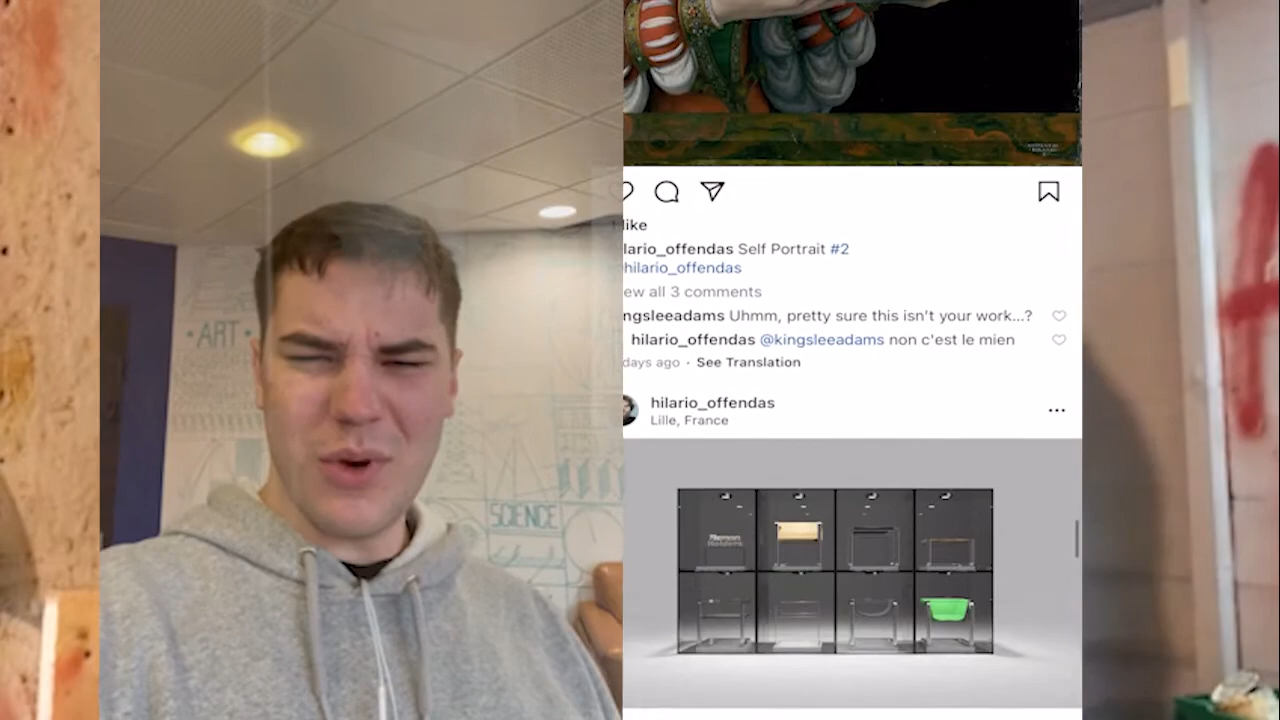 • ART •
SCIENCE
like
lario_offendas Self Portrait #2
hilario_offendas
ew all 3 comments
ngsleeadams Uhmm, pretty sure this isn't your work...?
hilario_offendas @kingsleeadams non c'est le mien
days ago · See Translation
hilario_offendas
Lille, France